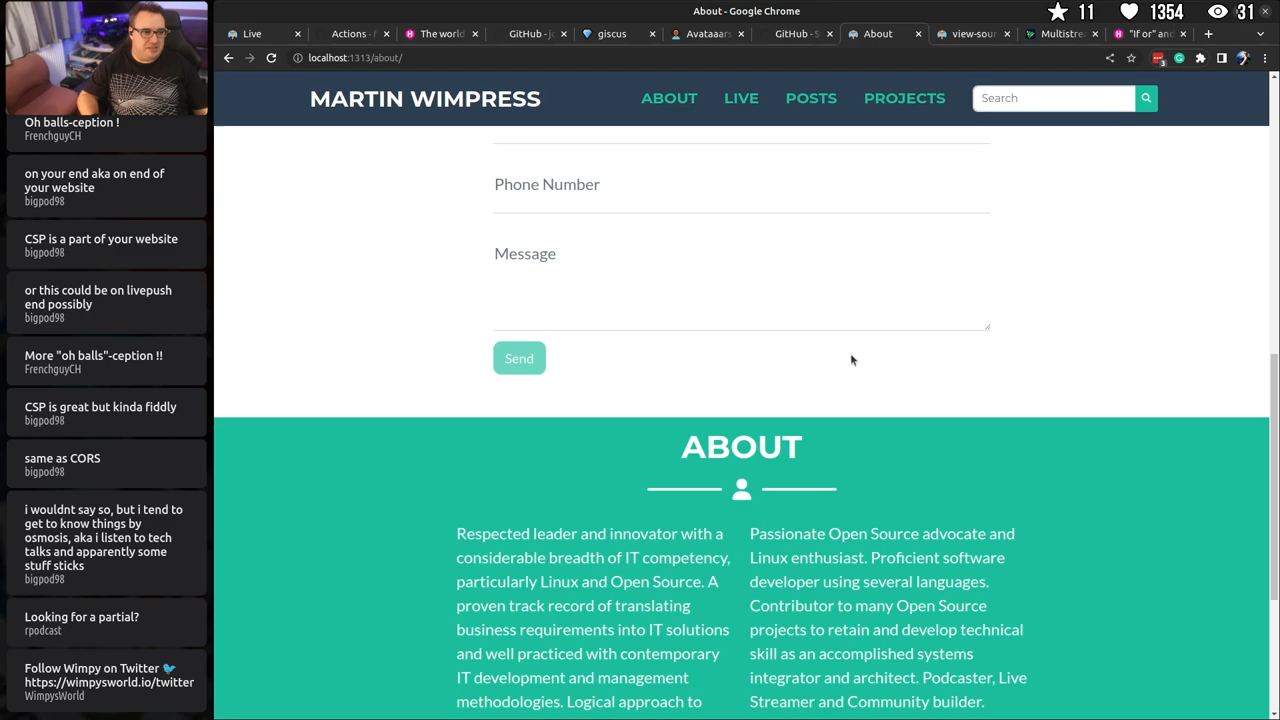 About - Google Chrome
11
1354
31
Live
Actions - f
The world
GitHub - jo
giscus
Avataaars
GitHub - S
About
view-sour
Multistre
"If or" and
localhost:1313/about/
3
MARTIN WIMPRESS
ABOUT
LIVE
POSTS
PROJECTS
Search
Phone Number
Message
Send
ABOUT
Respected leader and innovator with a
considerable breadth of IT competency,
particularly Linux and Open Source. A
proven track record of translating
business requirements into IT solutions
and well practiced with contemporary
IT development and management
methodologies. Logical approach to
Passionate Open Source advocate and
Linux enthusiast. Proficient software
developer using several languages.
Contributor to many Open Source
projects to retain and develop technical
skill as an accomplished systems
integrator and architect. Podcaster, Live
Streamer and Community builder.
Oh balls-ception !
FrenchguyCH
on your end aka on end of
your website
bigpod98
CSP is a part of your website
bigpod98
or this could be on livepush
end possibly
bigpod98
More "oh balls"-ception !!
FrenchguyCH
CSP is great but kinda fiddly
bigpod98
same as CORS
bigpod98
i wouldnt say so, but i tend to
get to know things by
osmosis, aka i listen to tech
talks and apparently some
stuff sticks
bigpod98
Looking for a partial?
rpodcast
Follow Wimpy on Twitter 🐦
https://wimpysworld.io/twitter
WimpysWorld